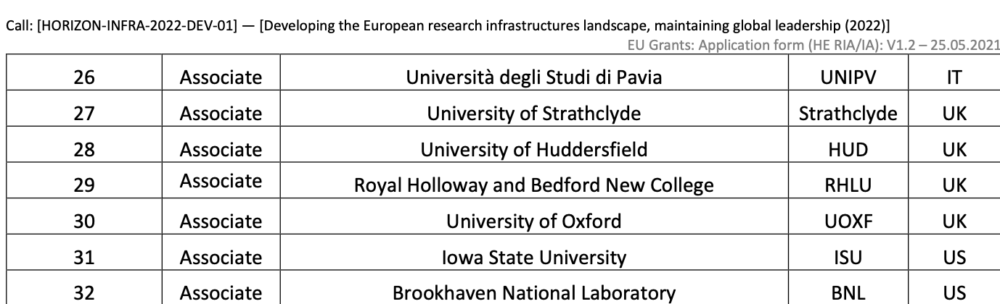 Call: [HORIZON-INFRA-2022-DEV-01] — [Developing the European research infrastructures landscape, maintaining global leadership (2022)]
EU Grants: Application form (HE RIA/IA): V1.2 – 25.05.2021
26 Associate Università degli Studi di Pavia UNIPV IT
27 Associate University of Strathclyde Strathclyde UK
28 Associate University of Huddersfield HUD UK
29 Associate Royal Holloway and Bedford New College RHLU UK
30 Associate University of Oxford UOXF UK
31 Associate Iowa State University ISU US
32 Associate Brookhaven National Laboratory BNL US